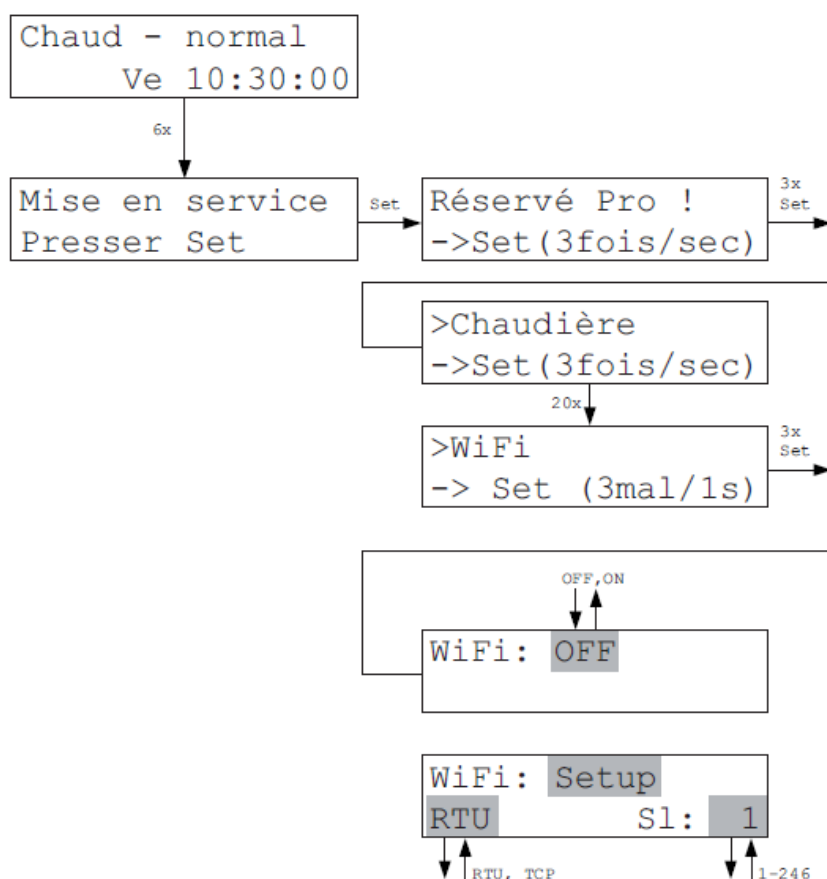 Chaud - normal
Ve 10:30:00
6x
Mise en service
Presser Set
Set
Réservé Pro !
->Set(3fois/sec)
3x
Set
>Chaudière
->Set(3fois/sec)
20x
>WiFi
-> Set (3mal/1s)
3x
Set
OFF,ON
WiFi: OFF
WiFi: Setup
RTU Sl: 1
RTU, TCP 1-246